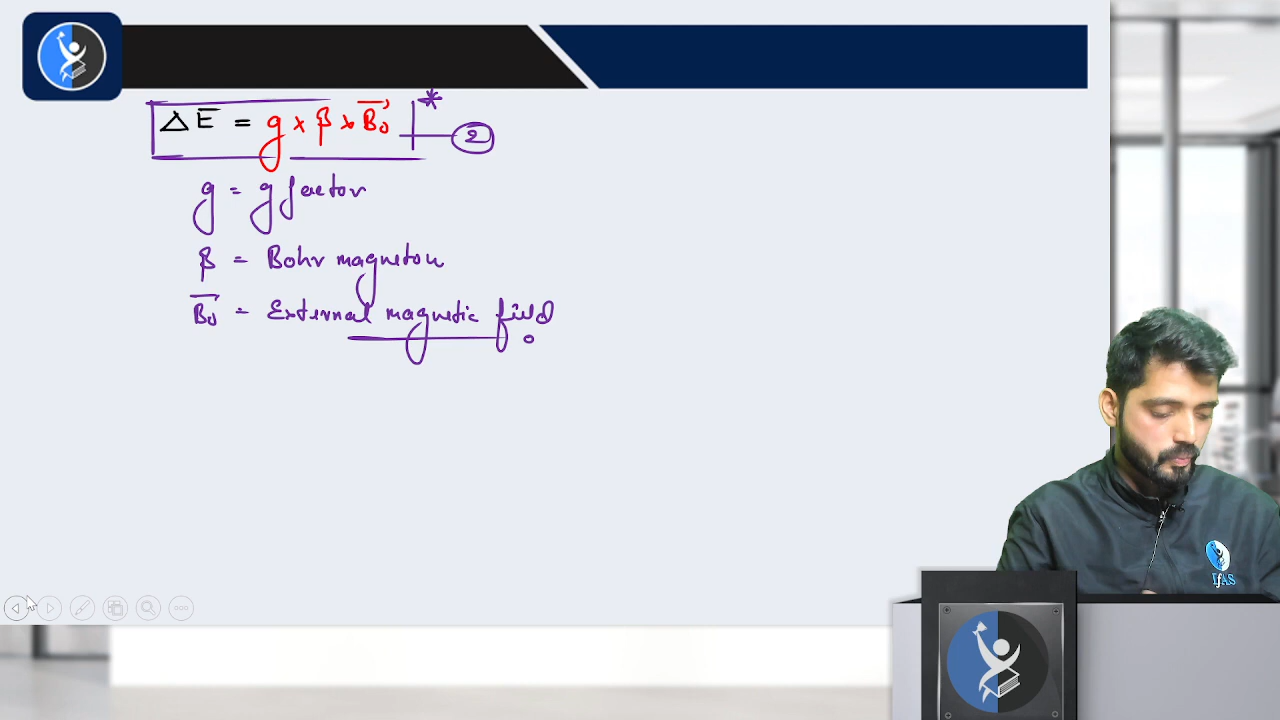 ΔE = g × β × B₀ * ②
g = g factor
β = Bohr magneton
B₀ = External magnetic field
IFAS